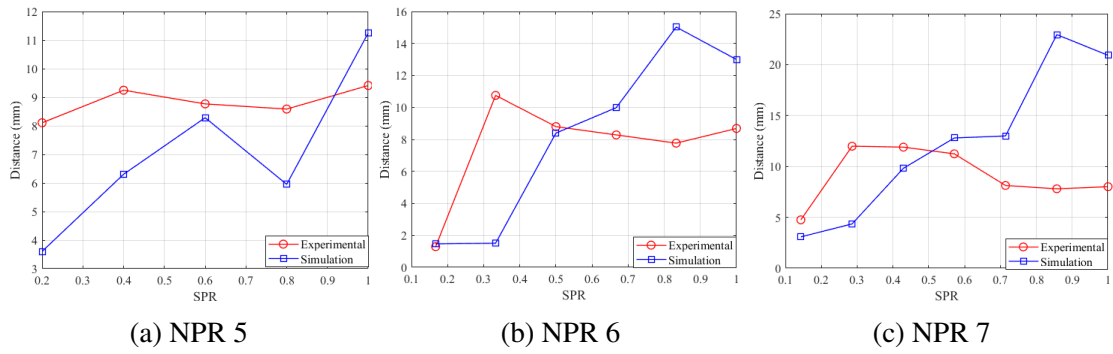 12
11
10
9
8
7
6
5
4
3
0.2 0.3 0.4 0.5 0.6 0.7 0.8 0.9 1
Distance (mm)
SPR
Experimental
Simulation
(a) NPR 5
16
14
12
10
8
6
4
2
0
0.1 0.2 0.3 0.4 0.5 0.6 0.7 0.8 0.9 1
Distance (mm)
SPR
Experimental
Simulation
(b) NPR 6
25
20
15
10
5
0
0.1 0.2 0.3 0.4 0.5 0.6 0.7 0.8 0.9 1
Distance (mm)
SPR
Experimental
Simulation
(c) NPR 7